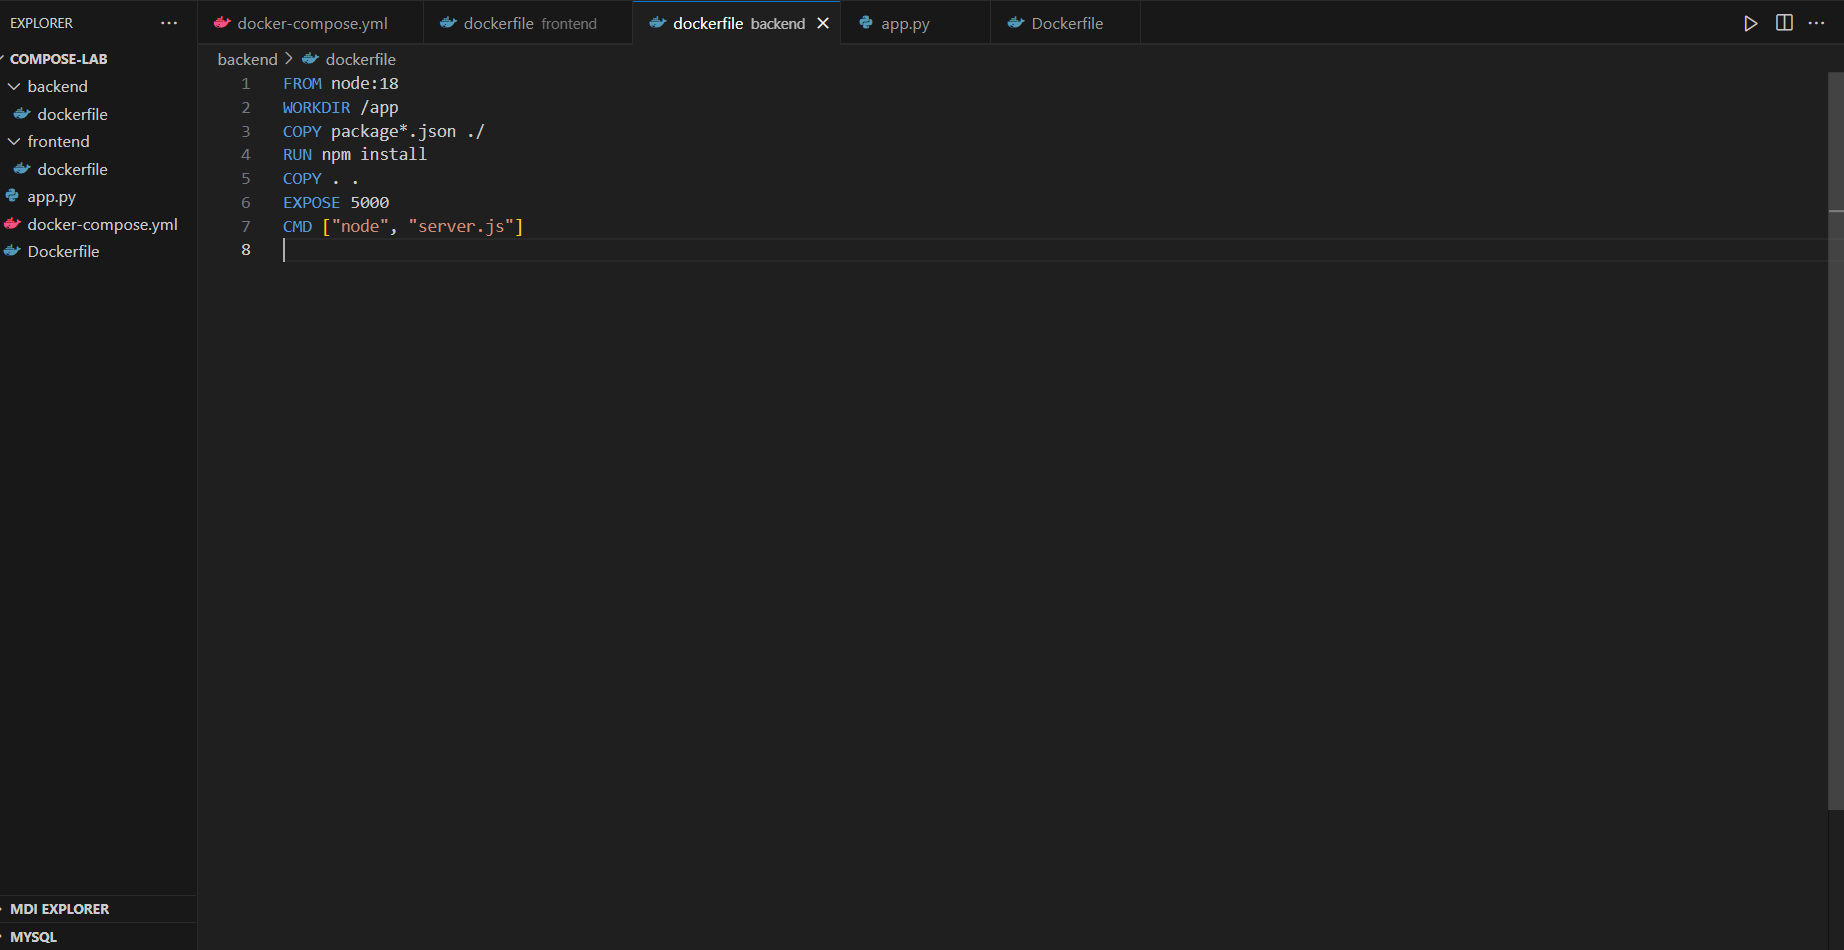 EXPLORER
COMPOSE-LAB
backend
dockerfile
frontend
dockerfile
app.py
docker-compose.yml
Dockerfile
MDI EXPLORER
MYSQL
docker-compose.yml
dockerfile frontend
dockerfile backend
app.py
Dockerfile
backend > dockerfile
1 FROM node:18
2 WORKDIR /app
3 COPY package*.json ./
4 RUN npm install
5 COPY . .
6 EXPOSE 5000
7 CMD ["node", "server.js"]
8